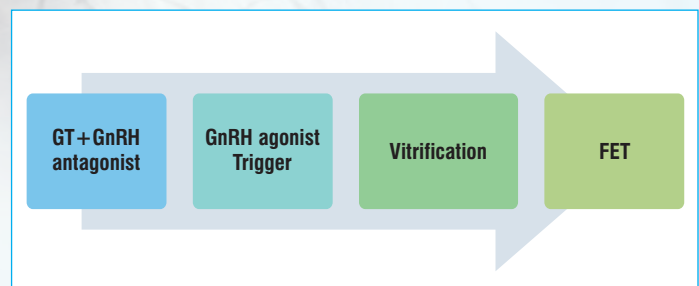 GT+GnRH
antagonist
GnRH agonist
Trigger
Vitrification
FET